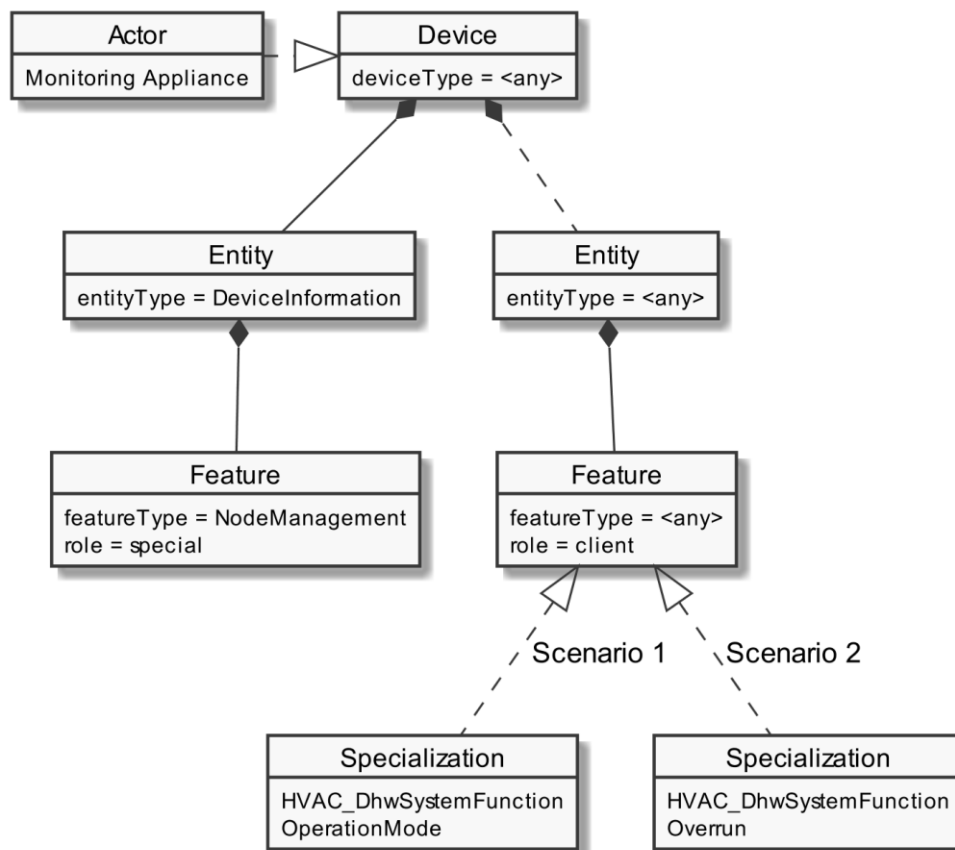 Actor
Monitoring Appliance
Device
deviceType = <any>
Entity
entityType = DeviceInformation
Entity
entityType = <any>
Feature
featureType = NodeManagement
role = special
Feature
featureType = <any>
role = client
Scenario 1
Scenario 2
Specialization
HVAC_DhwSystemFunction
OperationMode
Specialization
HVAC_DhwSystemFunction
Overrun